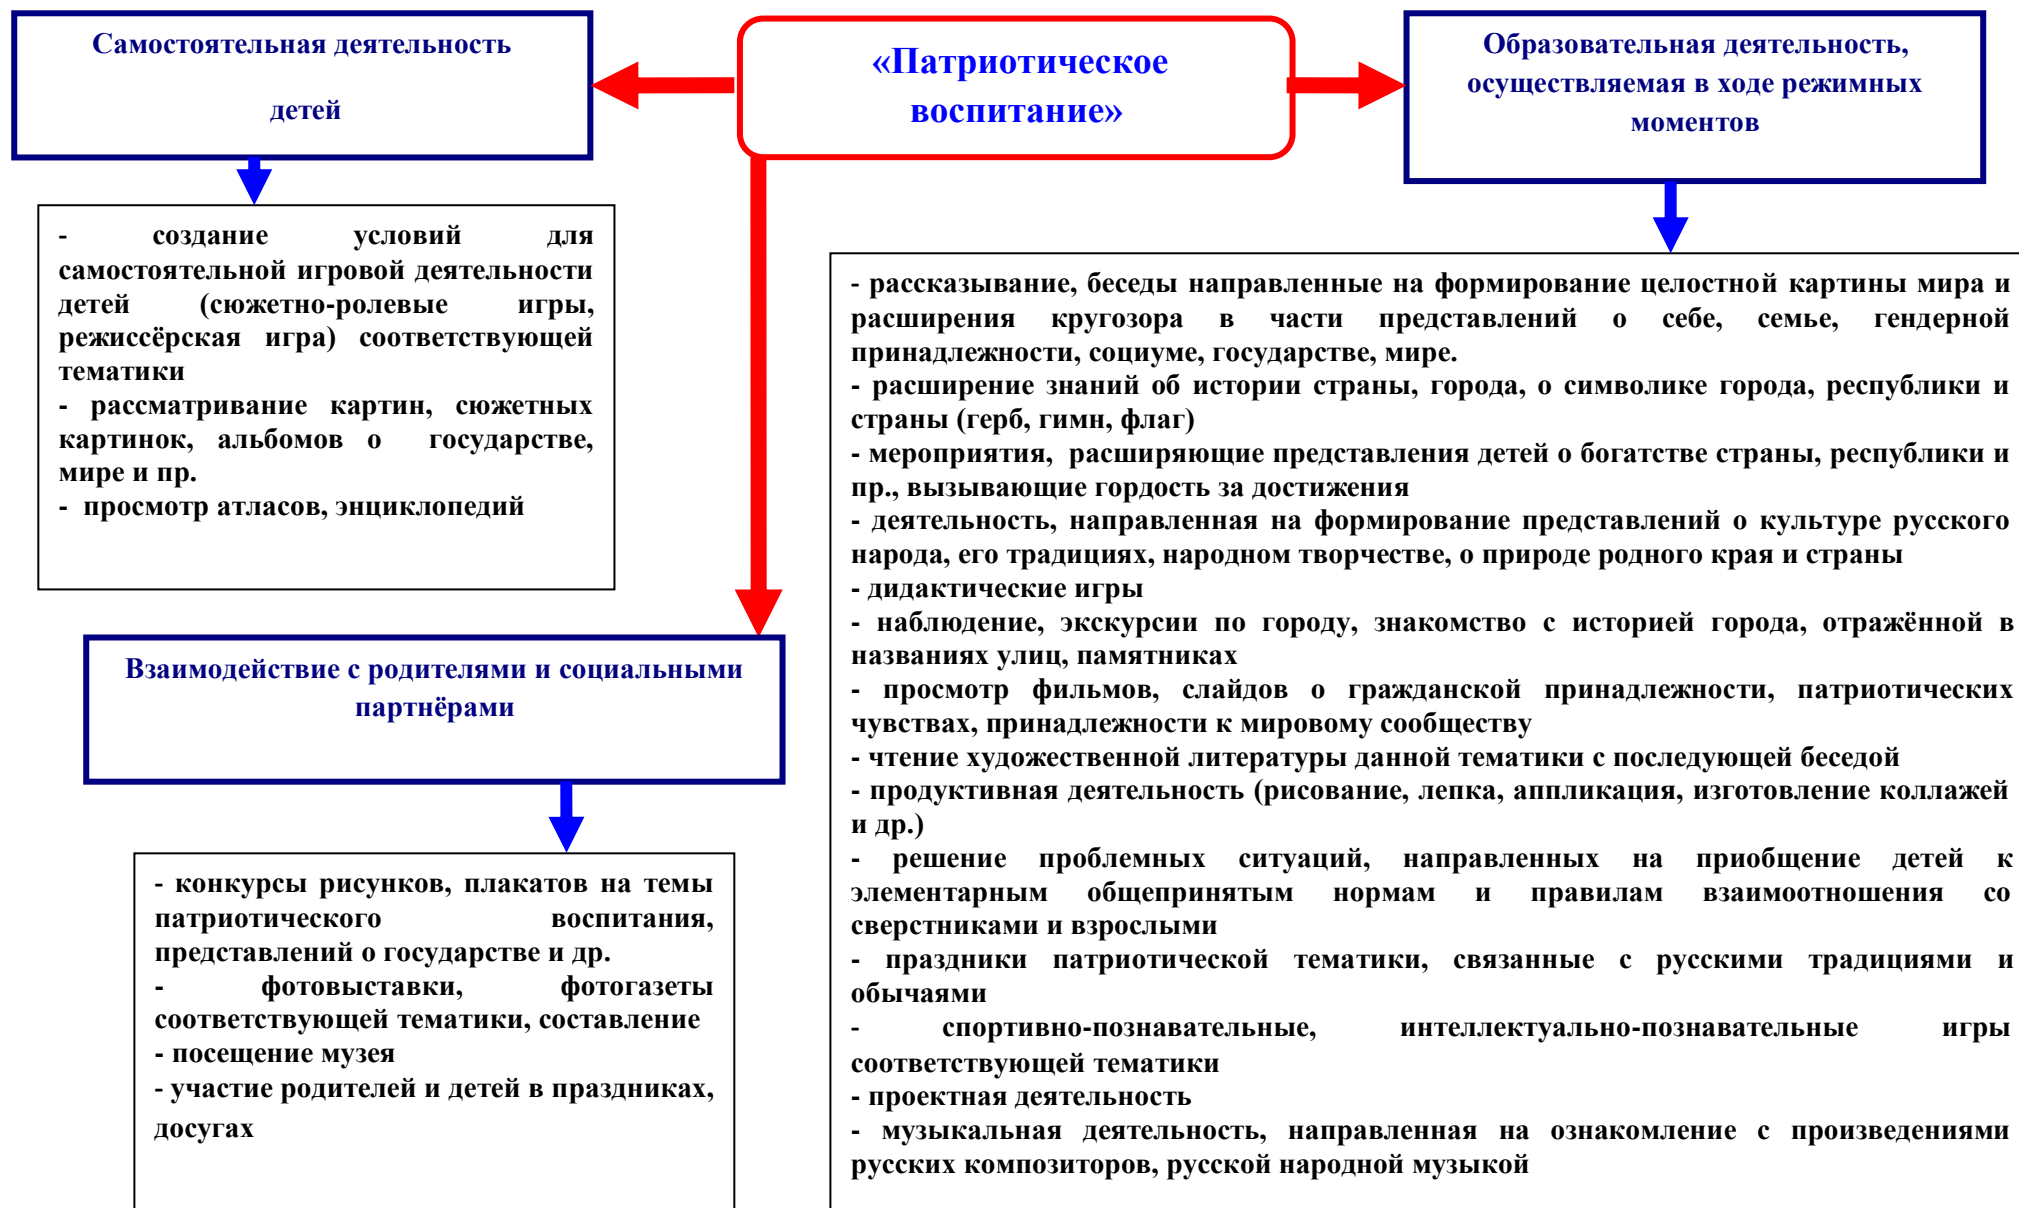 Самостоятельная деятельность
детей
«Патриотическое
воспитание»
Образовательная деятельность,
осуществляемая в ходе режимных
моментов
- создание условий для
самостоятельной игровой деятельности
детей (сюжетно-ролевые игры,
режиссёрская игра) соответствующей
тематики
- рассматривание картин, сюжетных
картинок, альбомов о государстве,
мире и пр.
- просмотр атласов, энциклопедий
Взаимодействие с родителями и социальными
партнёрами
- конкурсы рисунков, плакатов на темы
патриотического воспитания,
представлений о государстве и др.
- фотовыставки, фотогазеты
соответствующей тематики, составление
- посещение музея
- участие родителей и детей в праздниках,
досугах
- рассказывание, беседы направленные на формирование целостной картины мира и
расширения кругозора в части представлений о себе, семье, гендерной
принадлежности, социуме, государстве, мире.
- расширение знаний об истории страны, города, о символике города, республики и
страны (герб, гимн, флаг)
- мероприятия, расширяющие представления детей о богатстве страны, республики и
пр., вызывающие гордость за достижения
- деятельность, направленная на формирование представлений о культуре русского
народа, его традициях, народном творчестве, о природе родного края и страны
- дидактические игры
- наблюдение, экскурсии по городу, знакомство с историей города, отражённой в
названиях улиц, памятниках
- просмотр фильмов, слайдов о гражданской принадлежности, патриотических
чувствах, принадлежности к мировому сообществу
- чтение художественной литературы данной тематики с последующей беседой
- продуктивная деятельность (рисование, лепка, аппликация, изготовление коллажей
и др.)
- решение проблемных ситуаций, направленных на приобщение детей к
элементарным общепринятым нормам и правилам взаимоотношения со
сверстниками и взрослыми
- праздники патриотической тематики, связанные с русскими традициями и
обычаями
- спортивно-познавательные, интеллектуально-познавательные игры
соответствующей тематики
- проектная деятельность
- музыкальная деятельность, направленная на ознакомление с произведениями
русских композиторов, русской народной музыкой